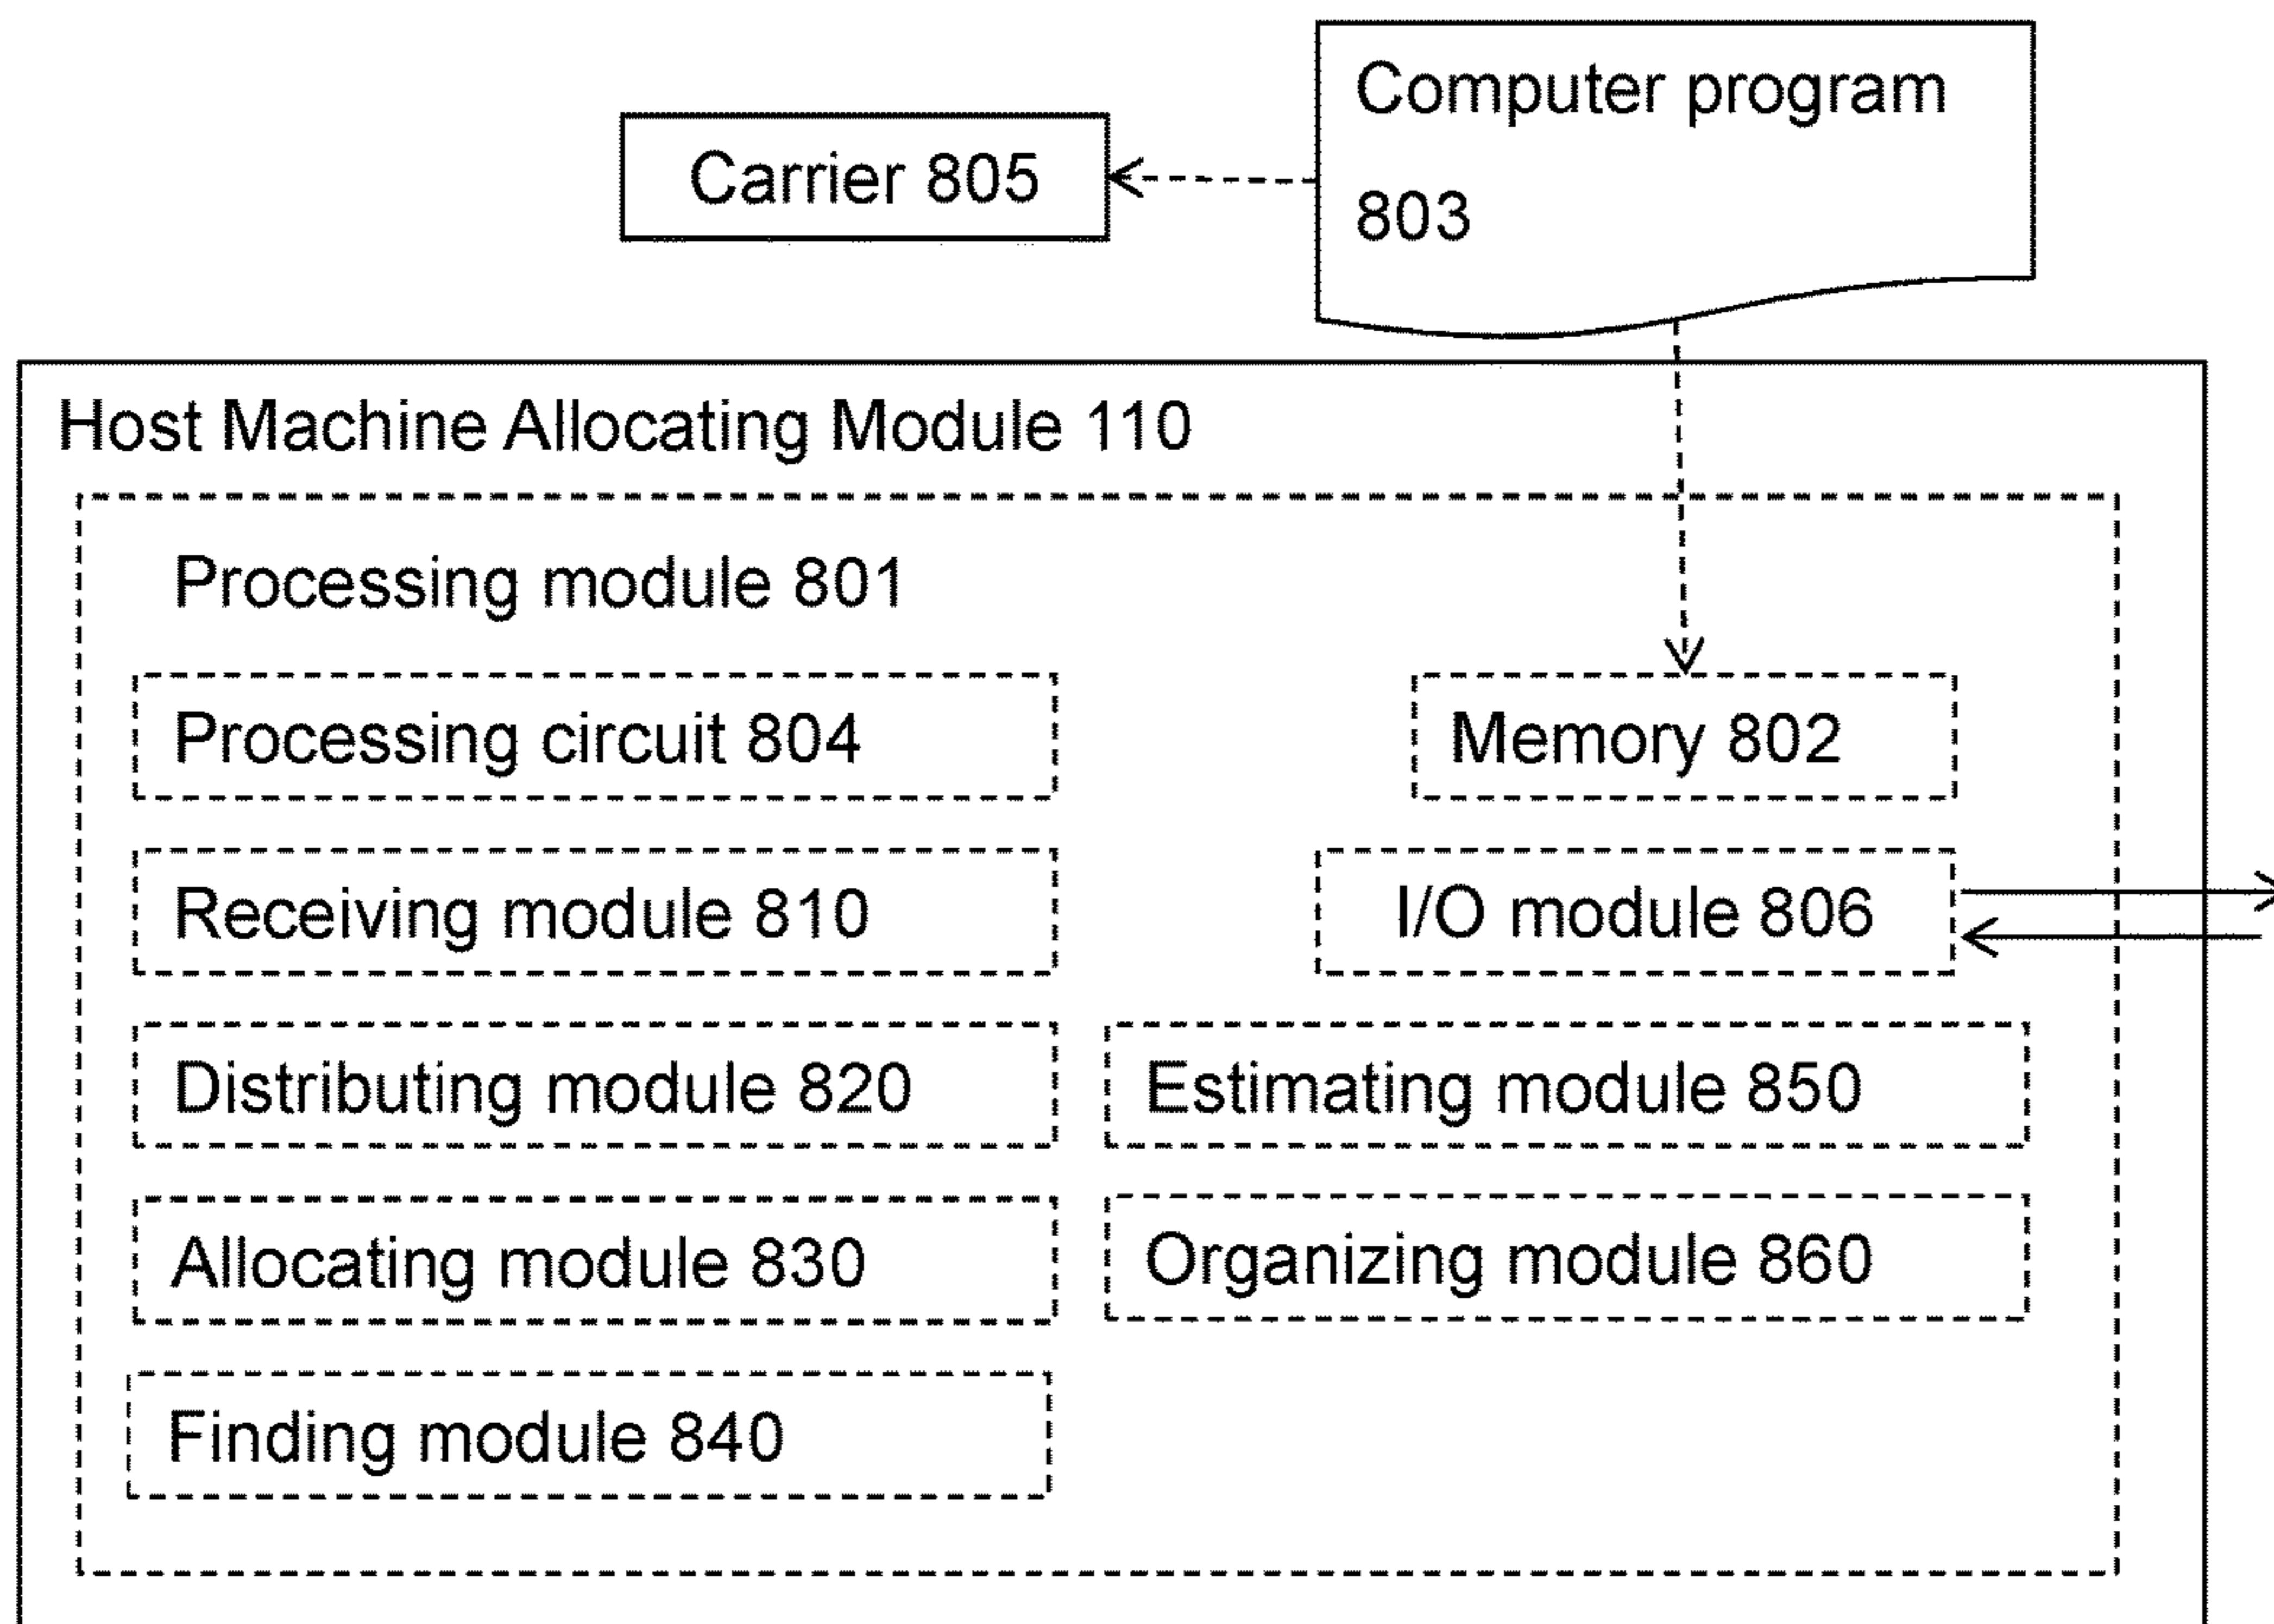 Computer program
803
Carrier 805
Host Machine Allocating Module 110
Processing module 801
Processing circuit 804
Memory 802
Receiving module 810
I/O module 806
Distributing module 820
Estimating module 850
Allocating module 830
Organizing module 860
Finding module 840